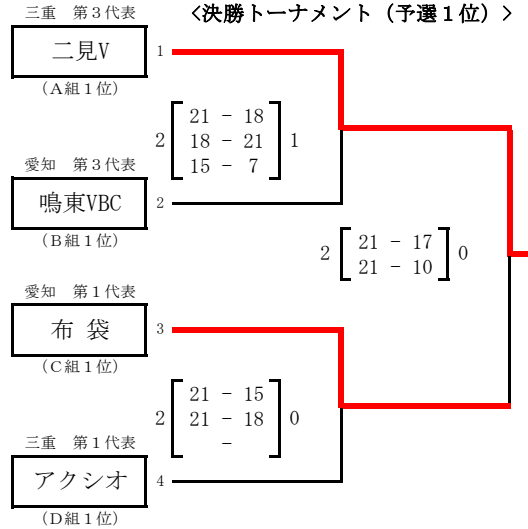 三重　第３代表
<決勝トーナメント（予選１位）>
二見V
1
(Ａ組１位)
2
21 － 18
18 － 21
15 － 7
1
愛知　第３代表
鳴東VBC
2
(Ｂ組１位)
2
21 － 17
21 － 10
0
愛知　第１代表
布 袋
3
(Ｃ組１位)
2
21 － 15
21 － 18
－
0
三重　第１代表
アクシオ
4
(Ｄ組１位)